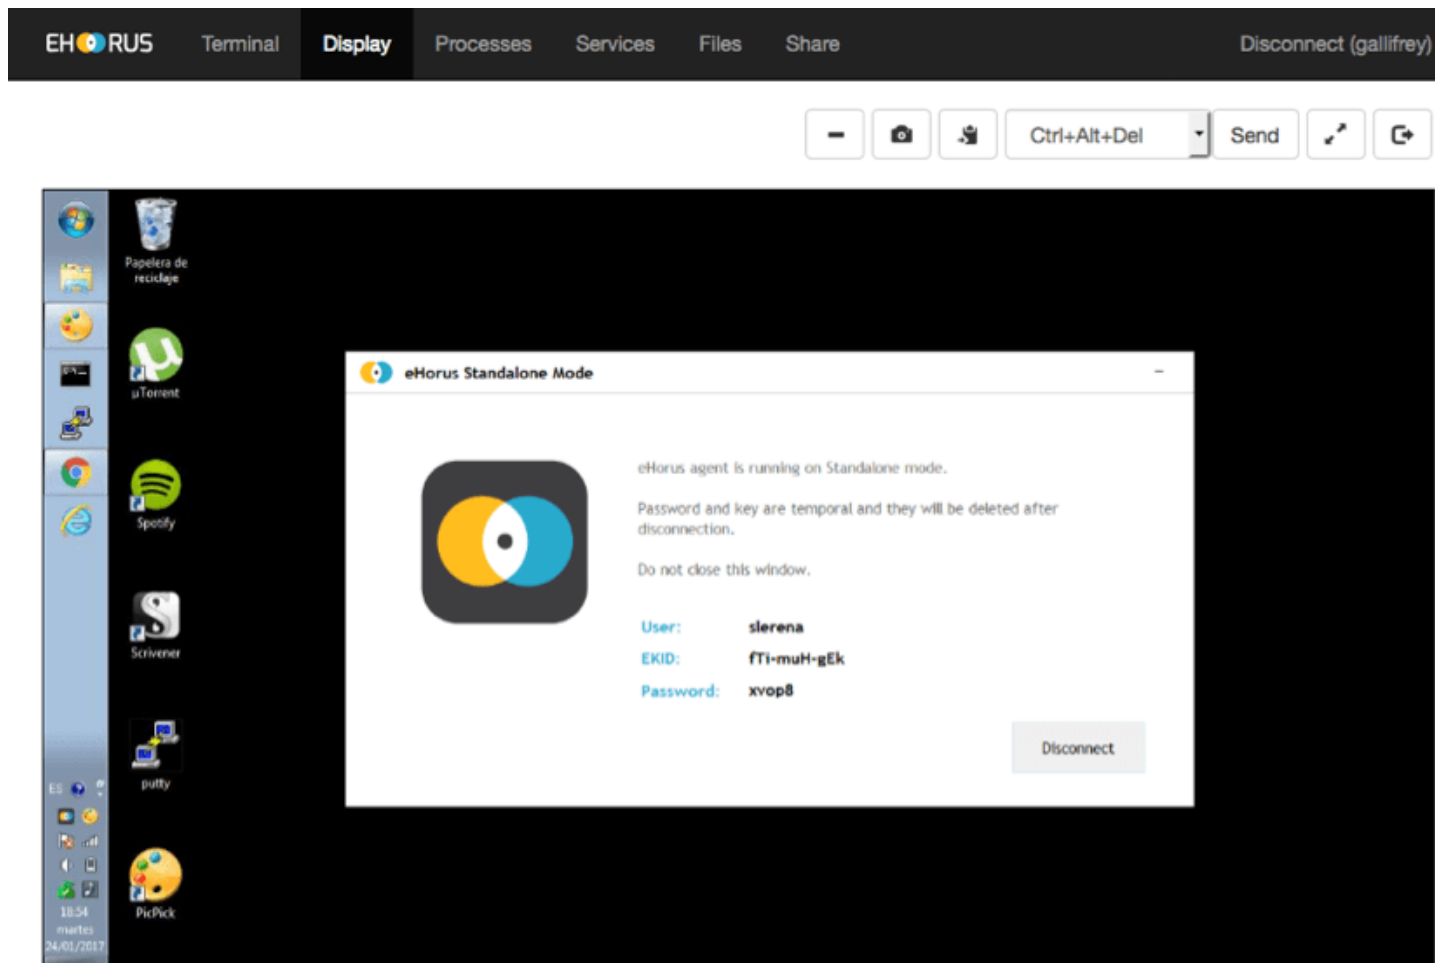 EHORUS Terminal Display Processes Services Files Share Disconnect (gallifrey)
Ctrl+Alt+Del Send
Papelera de
reciclaje
µTorrent
Spotify
Scrivener
putty
PicPick
ES
18:54
martes
24/01/2017
eHorus Standalone Mode
eHorus agent is running on Standalone mode.
Password and key are temporal and they will be deleted after
disconnection.
Do not close this window.
User: slerena
EKID: fTi-muH-gEk
Password: xvop8
Disconnect